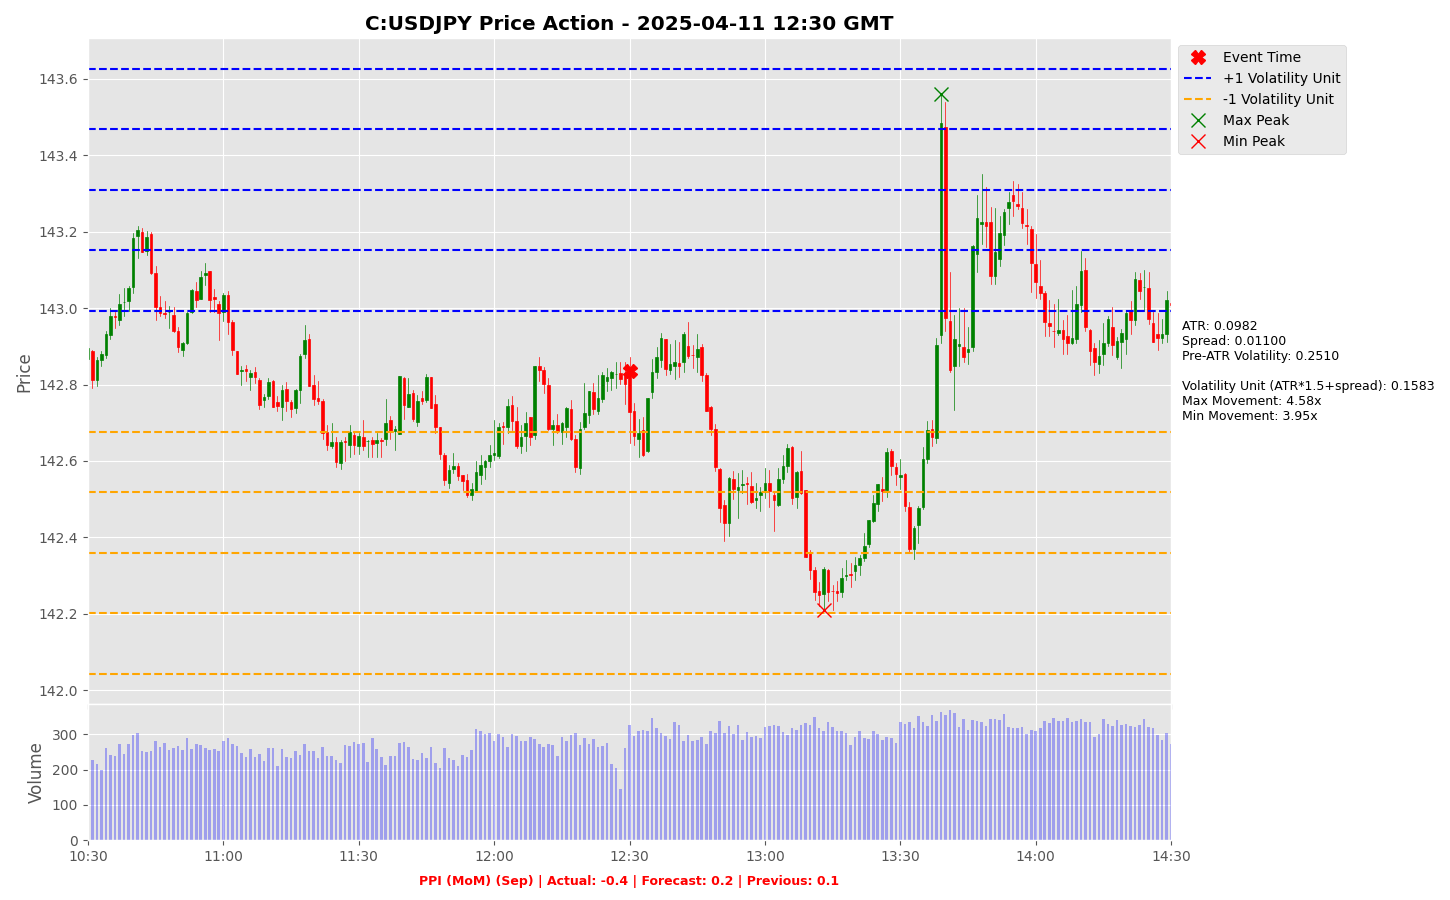 C:USDJPY Price Action - 2025-04-11 12:30 GMT
Event Time
+1 Volatility Unit
-1 Volatility Unit
Max Peak
Min Peak
Price
143.6
143.4
143.2
143.0
142.8
142.6
142.4
142.2
142.0
ATR: 0.0982
Spread: 0.01100
Pre-ATR Volatility: 0.2510
Volatility Unit (ATR*1.5+spread): 0.1583
Max Movement: 4.58x
Min Movement: 3.95x
Volume
300
200
100
0
10:30 11:00 11:30 12:00 12:30 13:00 13:30 14:00 14:30
PPI (MoM) (Sep) | Actual: -0.4 | Forecast: 0.2 | Previous: 0.1